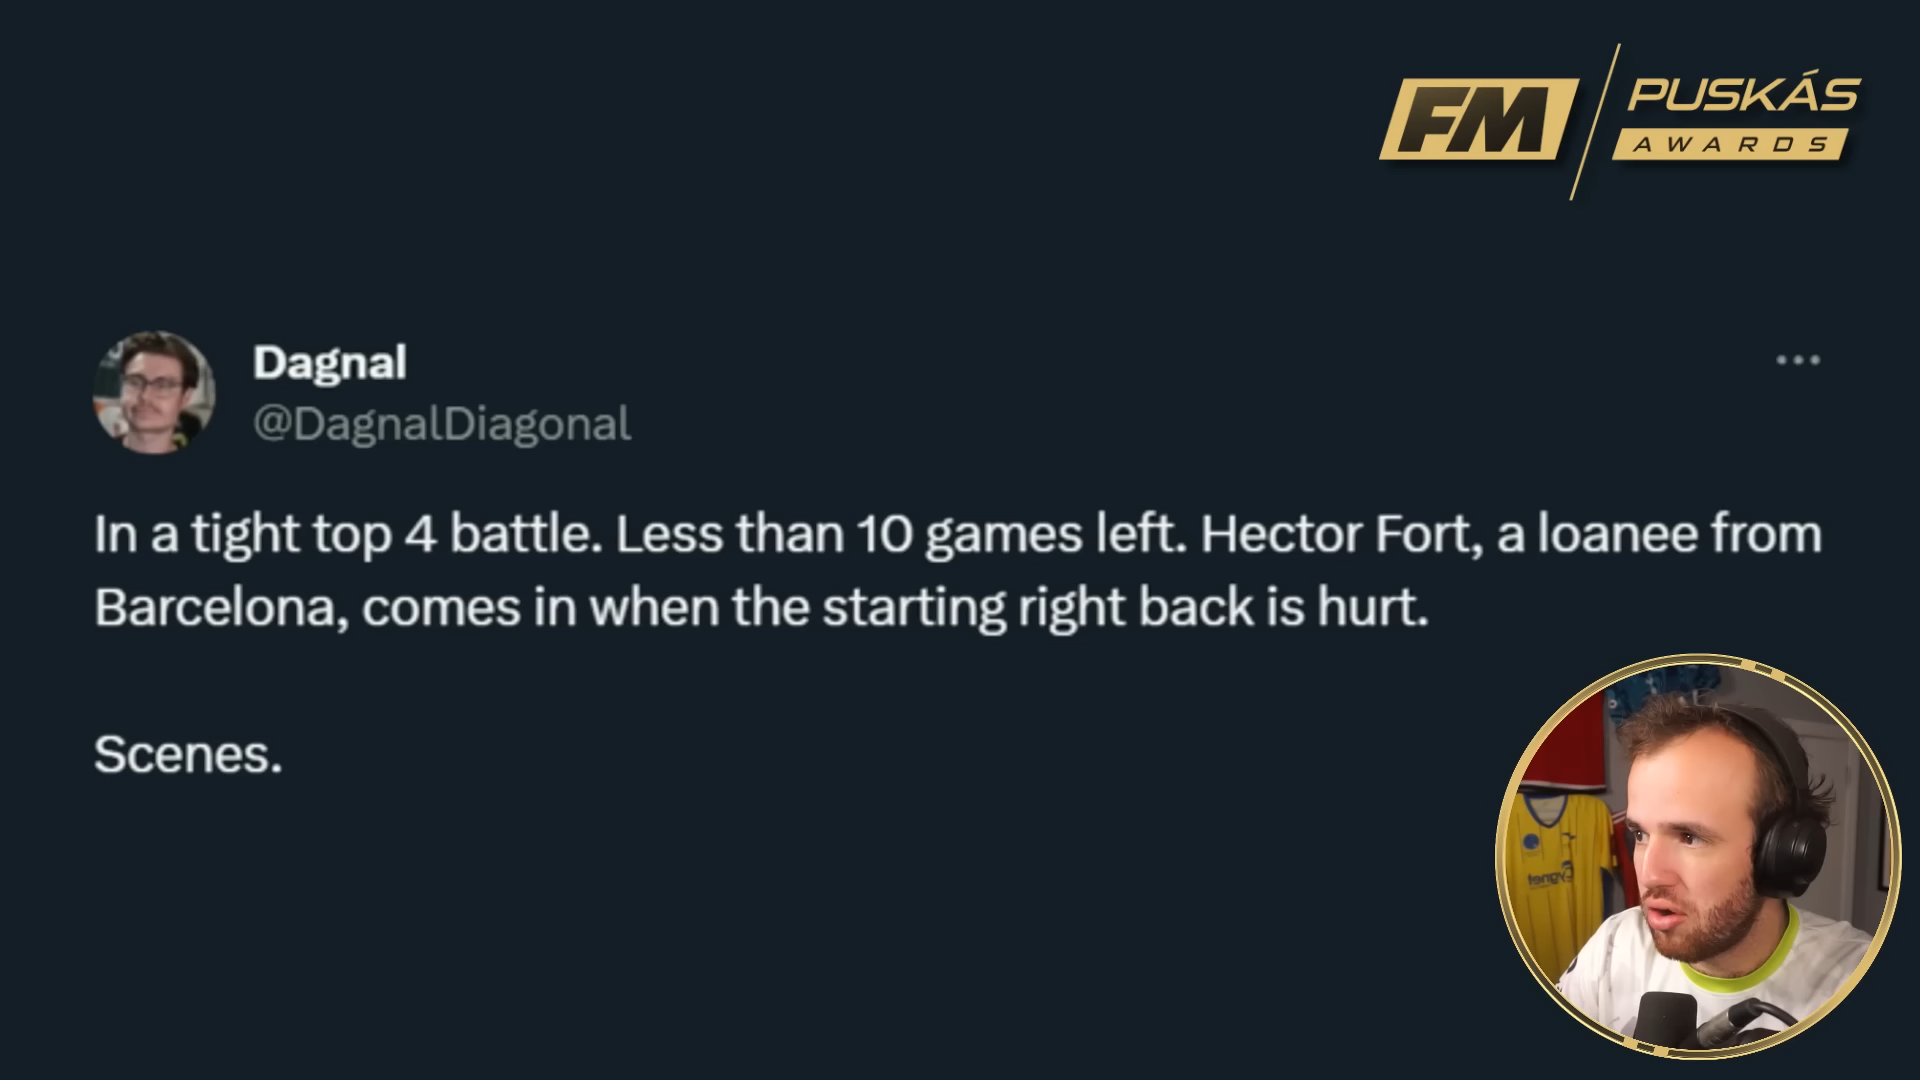 FM
PUSKÁS
AWARDS
Dagnal
@DagnalDiagonal
In a tight top 4 battle. Less than 10 games left. Hector Fort, a loanee from
Barcelona, comes in when the starting right back is hurt.
Scenes.
Cygnet